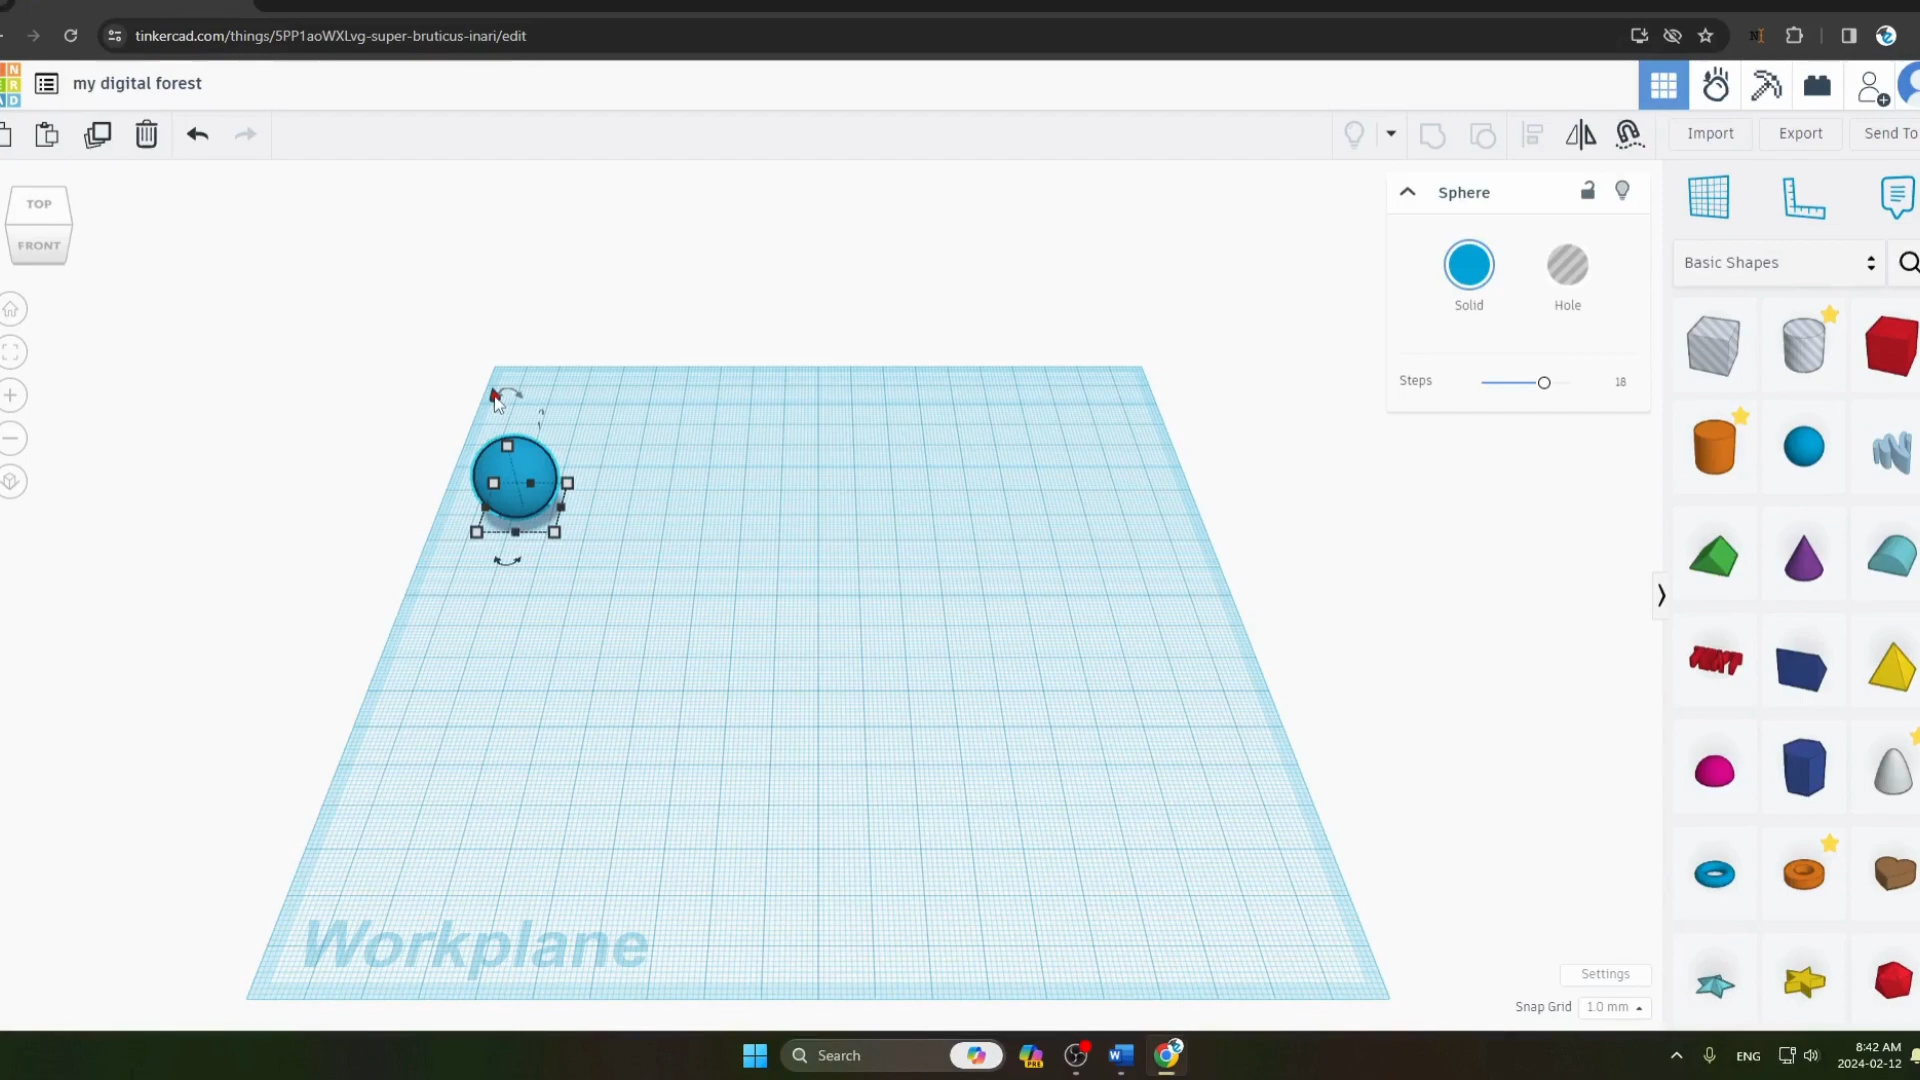 tinkercad.com/things/5PP1aoWXLvg-super-bruticus-inari/edit
my digital forest
Import
Export
Send To
TOP
FRONT
Sphere
Solid
Hole
Steps
18
Basic Shapes
Workplane
Settings
Snap Grid
1.0 mm
Search
PRE
W
ENG
8:42 AM
2024-02-12